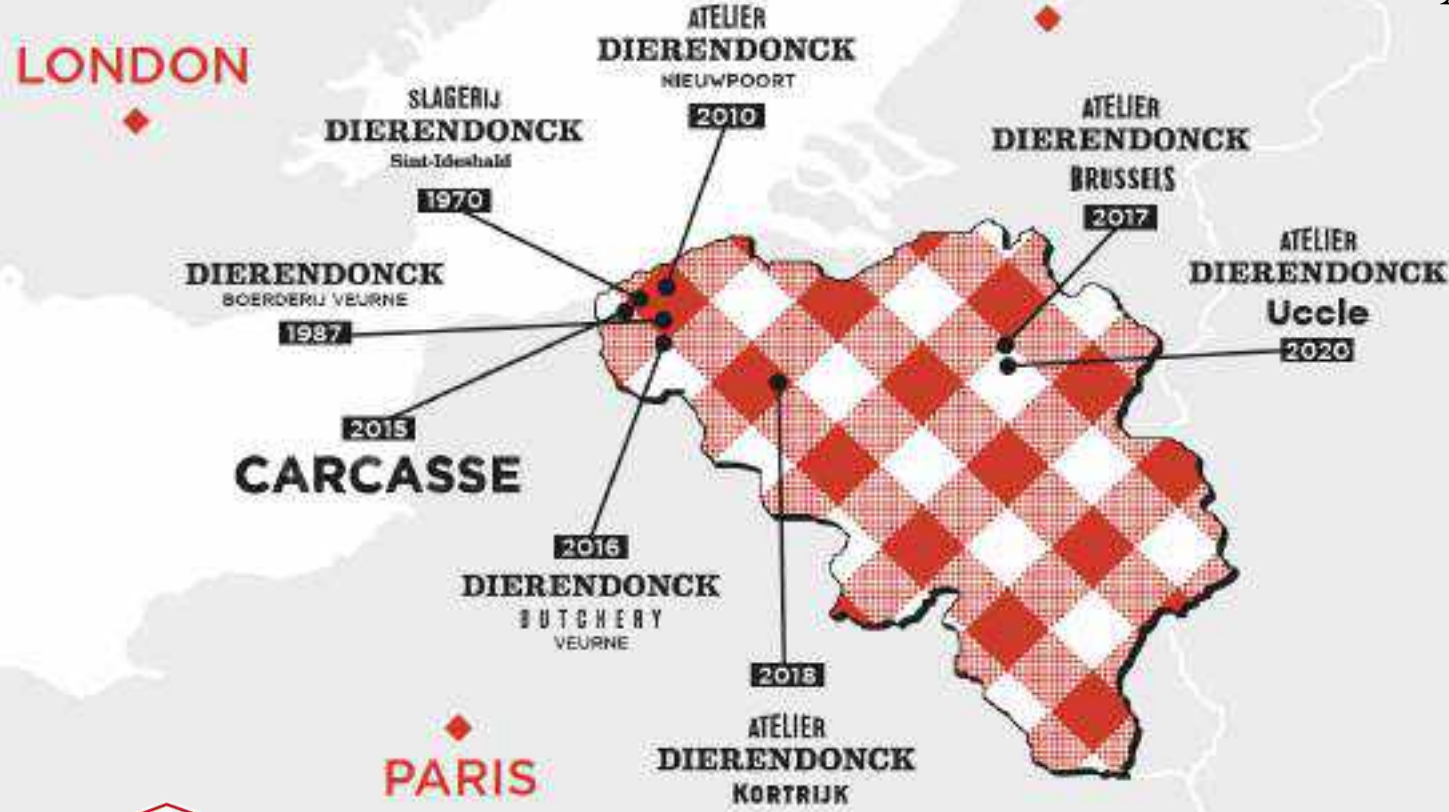 LONDON
ATELIER
DIERENDONCK
NIEUWPOORT
2010
SLAGERIJ
DIERENDONCK
Sint-Idesbald
1970
ATELIER
DIERENDONCK
BRUSSELS
2017
ATELIER
DIERENDONCK
Uccle
2020
DIERENDONCK
BOERDERIJ VEURNE
1987
2015
CARCASSE
2016
DIERENDONCK
BUTCHERY
VEURNE
2018
ATELIER
DIERENDONCK
KORTRIJK
PARIS